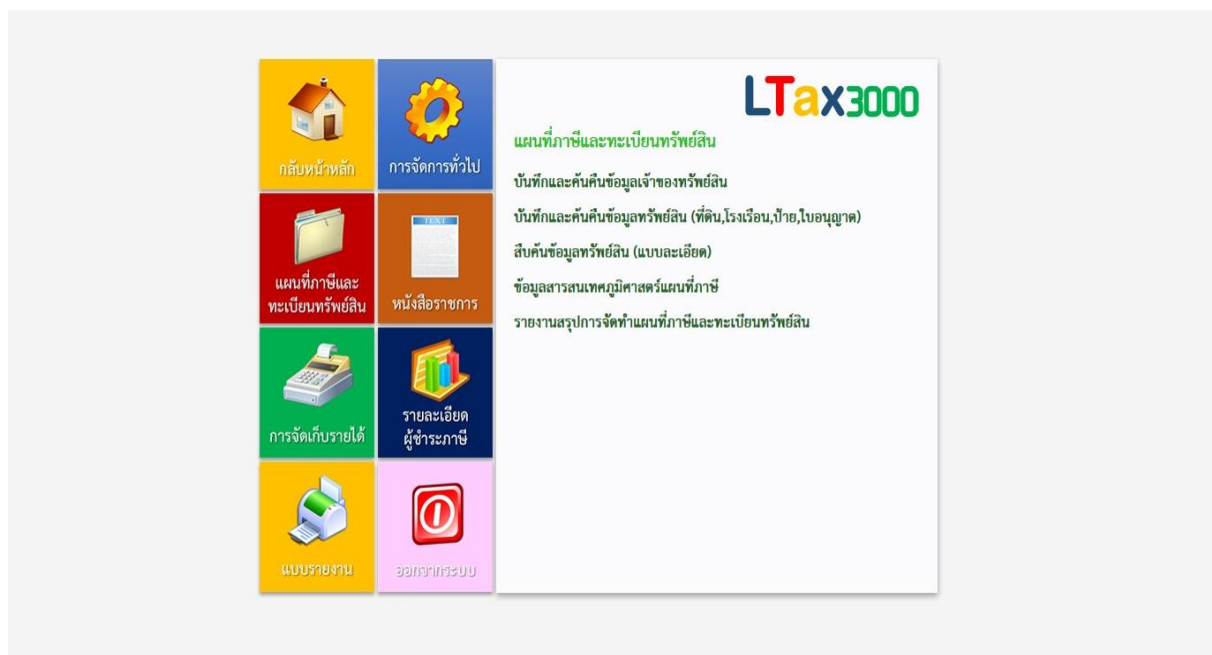 LTax3000
กลับหน้าหลัก
การจัดการทั่วไป
แผนที่ภาษีและ
ทะเบียนทรัพย์สิน
TEXT
หนังสือราชการ
การจัดเก็บรายได้
รายละเอียด
ผู้ชำระภาษี
แบบรายงาน
ออกจากระบบ
แผนที่ภาษีและทะเบียนทรัพย์สิน
บันทึกและค้นคืนข้อมูลเจ้าของทรัพย์สิน
บันทึกและค้นคืนข้อมูลทรัพย์สิน (ที่ดิน,โรงเรือน,ป้าย,ใบอนุญาต)
สืบค้นข้อมูลทรัพย์สิน (แบบละเอียด)
ข้อมูลสารสนเทศภูมิศาสตร์แผนที่ภาษี
รายงานสรุปการจัดทำแผนที่ภาษีและทะเบียนทรัพย์สิน